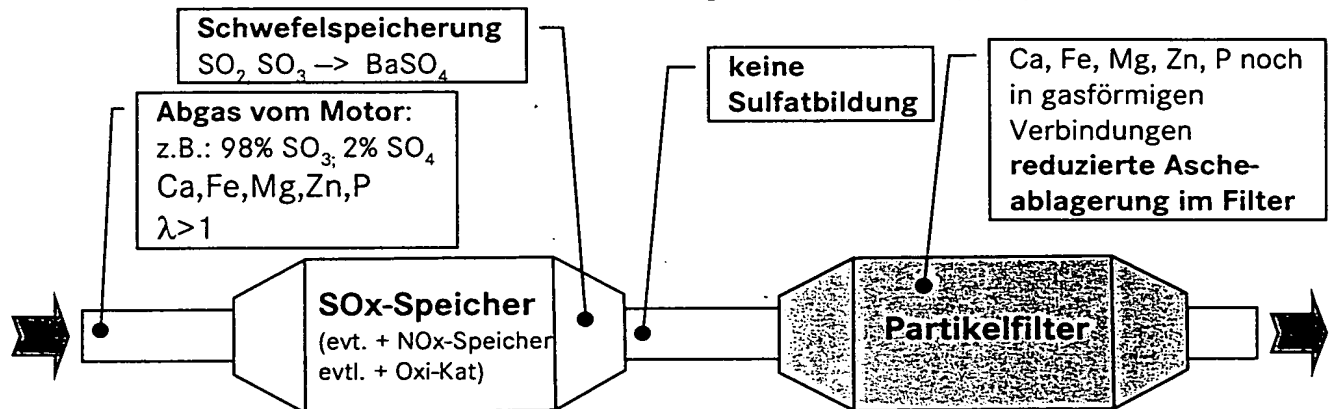 Schwefelspeicherung
SO₂ SO₃ —> BaSO₄
Abgas vom Motor:
z.B.: 98% SO₃; 2% SO₄
Ca,Fe,Mg,Zn,P
λ>1
keine
Sulfatbildung
Ca, Fe, Mg, Zn, P noch
in gasförmigen
Verbindungen
reduzierte Asche-
ablagerung im Filter
SOx-Speicher
(evt. + NOx-Speicher
evtl. + Oxi-Kat)
Partikelfilter